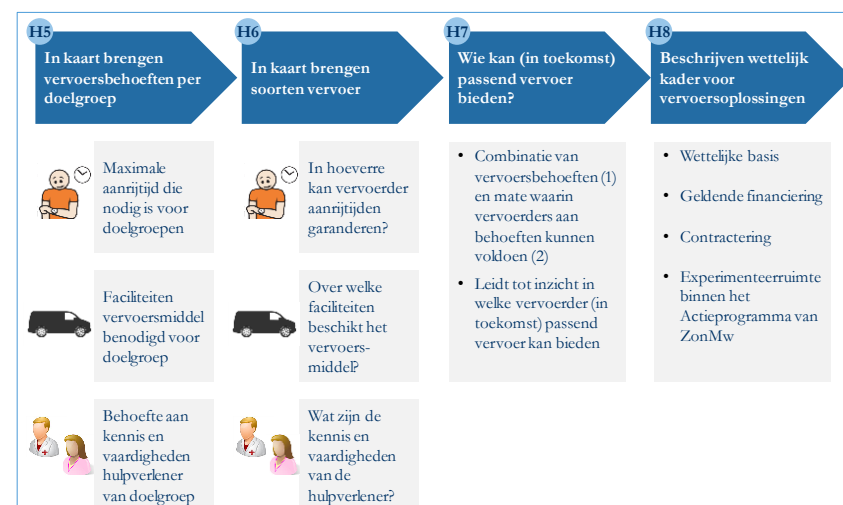 H5
In kaart brengen
vervoersbehoeften per
doelgroep
H6
In kaart brengen
soorten vervoer
H7
Wie kan (in toekomst)
passend vervoer
bieden?
H8
Beschrijven wettelijk
kader voor
vervoersoplossingen
Maximale
aanrijtijd die
nodig is voor
doelgroepen
Faciliteiten
vervoersmiddel
benodigd voor
doelgroep
Behoefte aan
kennis en
vaardigheden
hulpverlener
van doelgroep
In hoeverre
kan vervoerder
aanrijtijden
garanderen?
Over welke
faciliteiten
beschikt het
vervoers-
middel?
Wat zijn de
kennis en
vaardigheden
van de
hulpverlener?
• Combinatie van
vervoersbehoeften (1)
en mate waarin
vervoerders aan
behoeften kunnen
voldoen (2)
• Leidt tot inzicht in
welke vervoerder (in
toekomst) passend
vervoer kan bieden
• Wettelijke basis
• Geldende financiering
• Contractering
• Experimenteerruimte
binnen het
Actieprogramma van
ZonMw